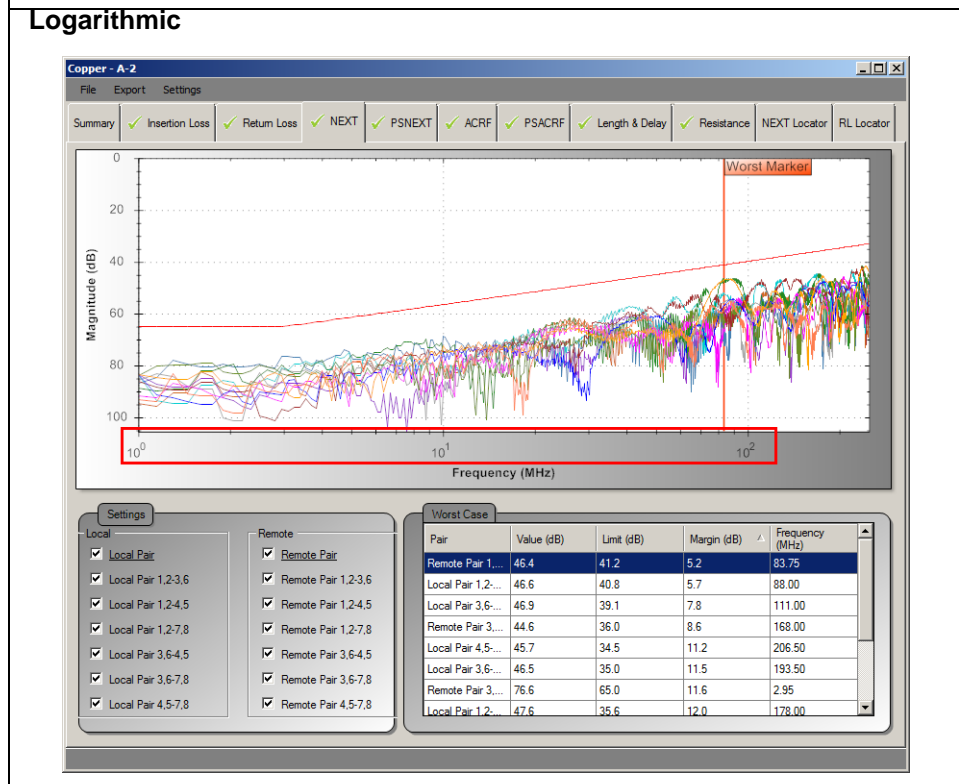 Logarithmic
Copper - A-2
File Export Settings
Summary Insertion Loss Return Loss NEXT PSNEXT ACRF PSACRF Length & Delay Resistance NEXT Locator RL Locator
Worst Marker
0
20
40
60
80
100
Magnitude (dB)
10⁰ 10¹ 10²
Frequency (MHz)
Settings
Local
Local Pair
Local Pair 1,2-3,6
Local Pair 1,2-4,5
Local Pair 1,2-7,8
Local Pair 3,6-4,5
Local Pair 3,6-7,8
Local Pair 4,5-7,8
Remote
Remote Pair
Remote Pair 1,2-3,6
Remote Pair 1,2-4,5
Remote Pair 1,2-7,8
Remote Pair 3,6-4,5
Remote Pair 3,6-7,8
Remote Pair 4,5-7,8
Worst Case
Pair Value (dB) Limit (dB) Margin (dB) Frequency (MHz)
Remote Pair 1,... 46.4 41.2 5.2 83.75
Local Pair 1,2-... 46.6 40.8 5.7 88.00
Local Pair 3,6-... 46.9 39.1 7.8 111.00
Remote Pair 3,... 44.6 36.0 8.6 168.00
Local Pair 4,5-... 45.7 34.5 11.2 206.50
Local Pair 3,6-... 46.5 35.0 11.5 193.50
Remote Pair 3,... 76.6 65.0 11.6 2.95
Local Pair 1,2-... 47.6 35.6 12.0 178.00